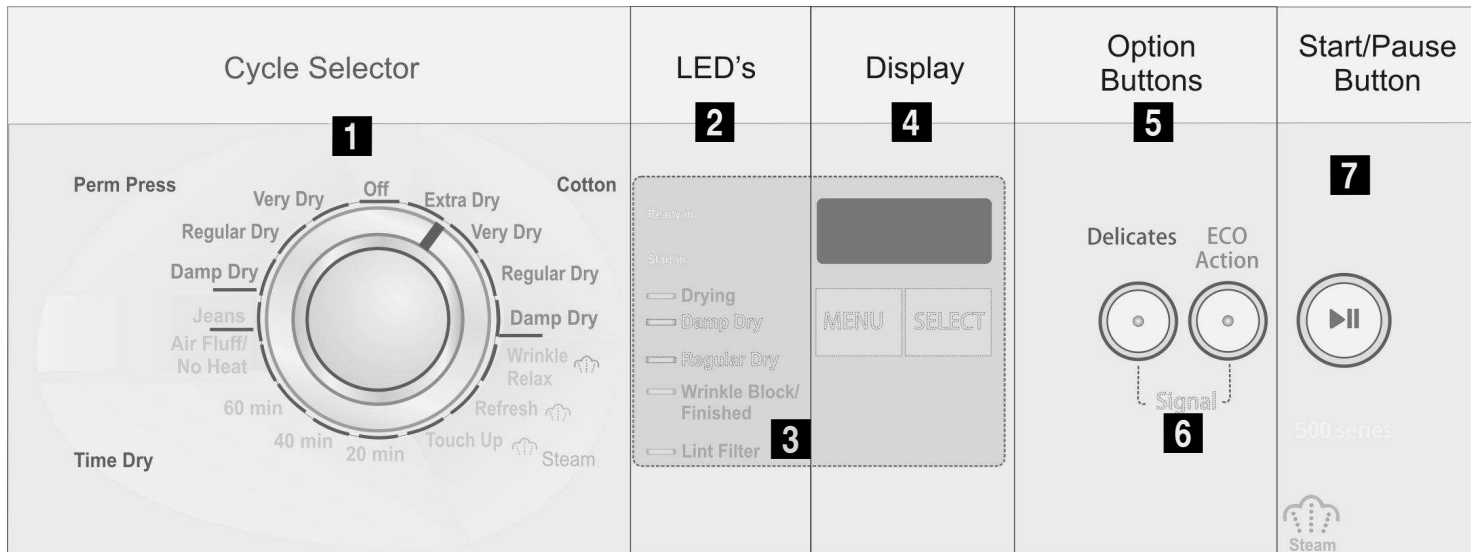 Cycle Selector
LED's
Display
Option
Buttons
Start/Pause
Button
1
2
4
5
7
Perm Press
Cotton
Off
Extra Dry
Very Dry
Regular Dry
Damp Dry
Wrinkle
Relax
Refresh
Touch Up
Steam
20 min
40 min
60 min
Time Dry
Air Fluff/
No Heat
Jeans
Damp Dry
Regular Dry
Very Dry
Ready in
Start in
Drying
Damp Dry
Regular Dry
Wrinkle Block/
Finished
Lint Filter
3
MENU SELECT
Delicates
ECO
Action
Signal
6
500 series
Steam